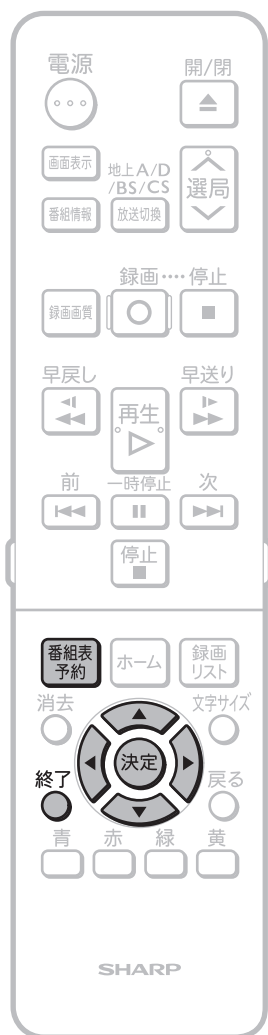 電源
開/閉
画面表示
地上A/D
/BS/CS
選局
番組情報
放送切換
録画····停止
録画画質
早戻し
早送り
再生
前
一時停止
次
停止
番組表
予約
ホーム
録画
リスト
消去
文字サイズ
決定
終了
戻る
青
赤
緑
黄
SHARP